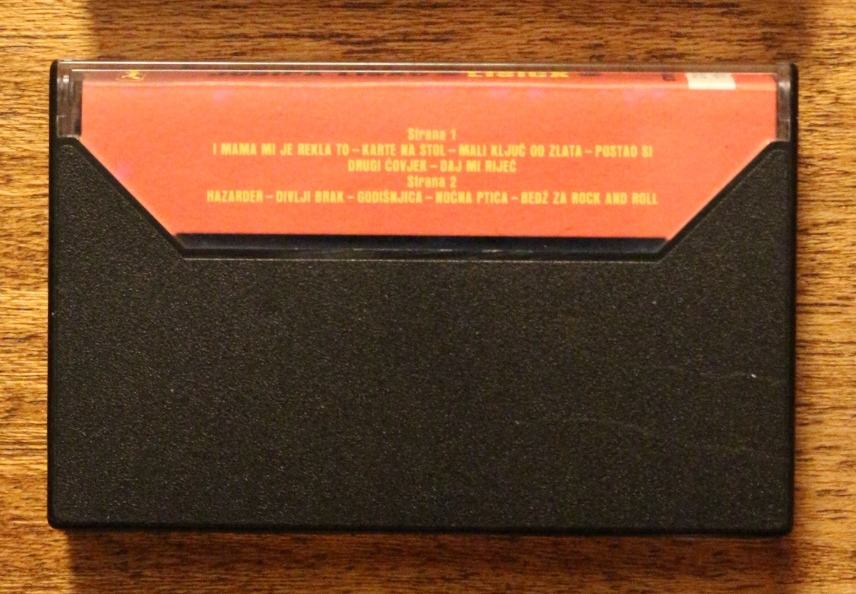 Strana 1
I MAMA MI JE REKLA TO – KARTE NA STOL – MALI KLJUČ OD ZLATA – POSTAO SI
DRUGI ČOVJEK – DAJ MI RIJEČ
Strana 2
HAZARDER – DIVLJI BRAK – GODIŠNJICA – NOĆNA PTICA – BEDŽ ZA ROCK AND ROLL